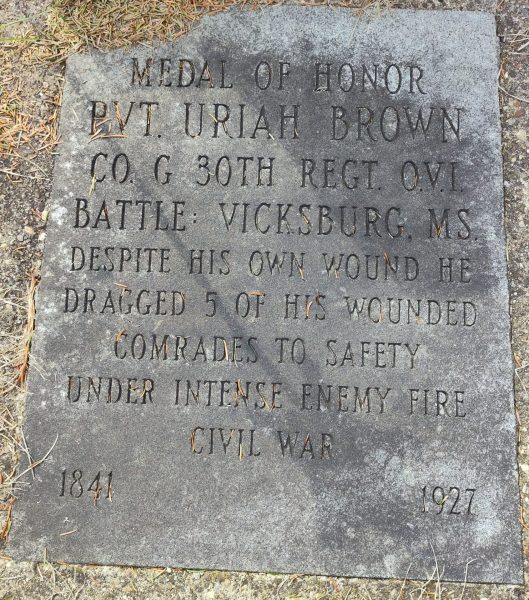 MEDAL OF HONOR
PVT. URIAH BROWN
CO. G 30TH REGT. O.V.I.
BATTLE: VICKSBURG, MS.
DESPITE HIS OWN WOUND HE
DRAGGED 5 OF HIS WOUNDED
COMRADES TO SAFETY
UNDER INTENSE ENEMY FIRE
CIVIL WAR
1841 1927